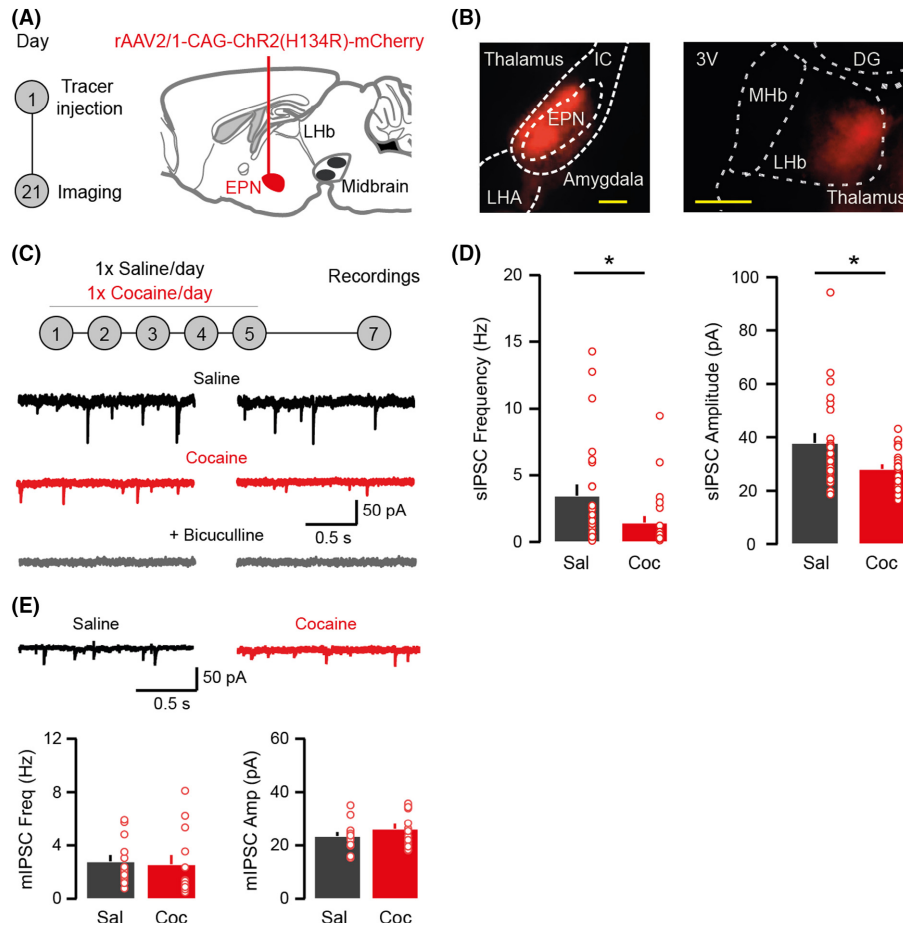 (A)
Day
rAAV2/1-CAG-ChR2(H134R)-mCherry
1
Tracer
injection
21
Imaging
LHb
EPN
Midbrain
(B)
Thalamus
IC
EPN
LHA
Amygdala
3V
DG
MHb
LHb
Thalamus
(C)
1x Saline/day
1x Cocaine/day
Recordings
1 2 3 4 5 7
Saline
Cocaine
50 pA
0.5 s
+ Bicuculline
(D)
*
sIPSC Frequency (Hz)
20
15
10
5
0
Sal Coc
*
sIPSC Amplitude (pA)
100
80
60
40
20
0
Sal Coc
(E)
Saline
Cocaine
50 pA
0.5 s
mIPSC Freq (Hz)
12
8
4
0
Sal Coc
mIPSC Amp (pA)
60
40
20
0
Sal Coc